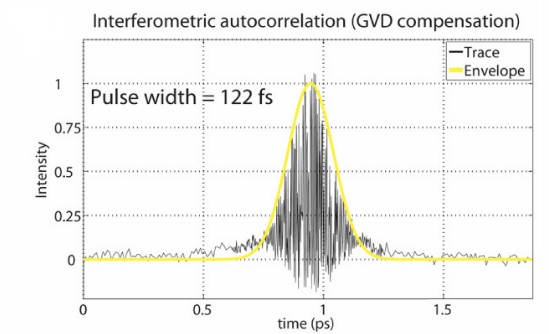 Interferometric autocorrelation (GVD compensation)
Trace
Envelope
Pulse width = 122 fs
1
0.75
0.5
0.25
0
Intensity
0
0.5
1
1.5
time (ps)